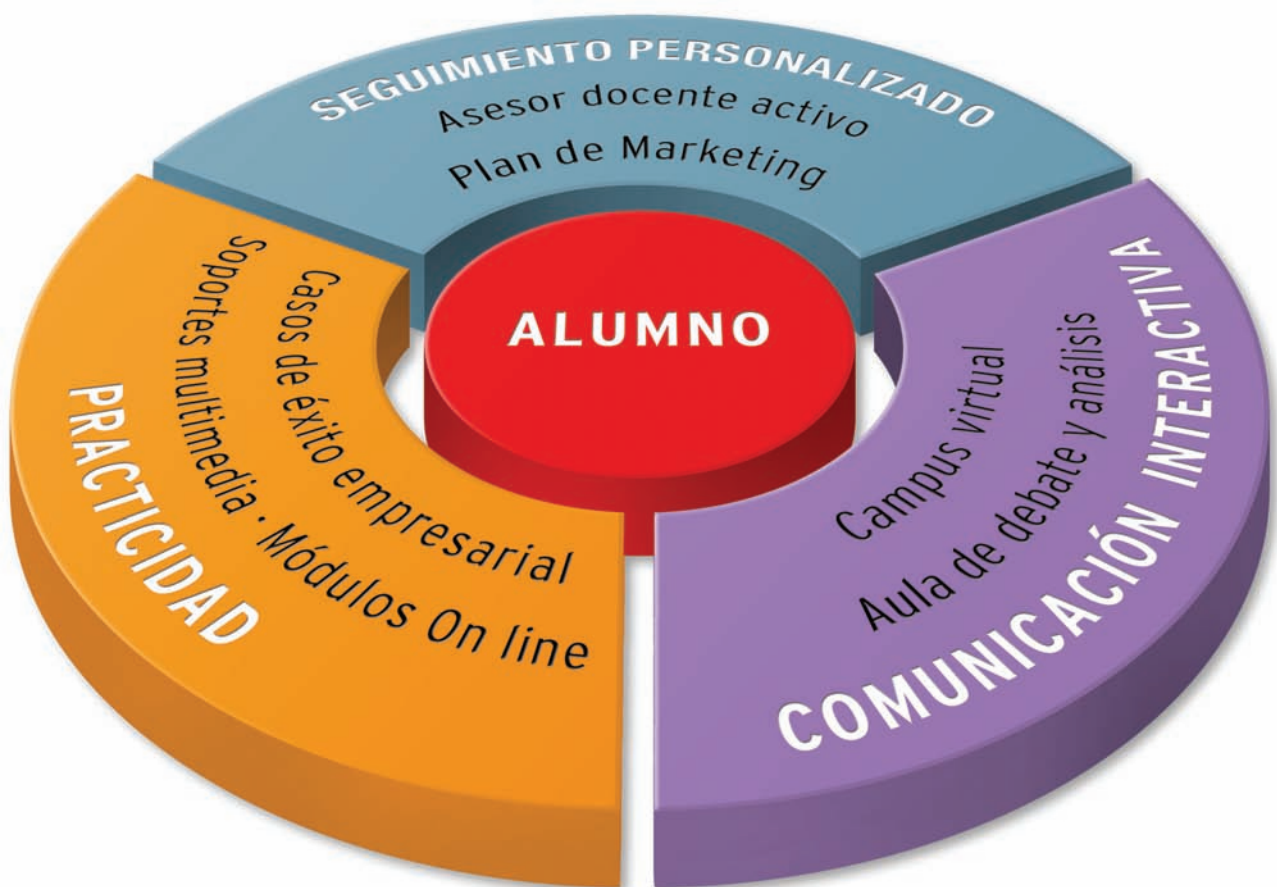 SEGUIMIENTO PERSONALIZADO
Asesor docente activo
Plan de Marketing
ALUMNO
Casos de éxito empresarial
Soportes multimedia · Módulos On line
PRACTICIDAD
Campus virtual
Aula de debate y análisis
COMUNICACIÓN INTERACTIVA